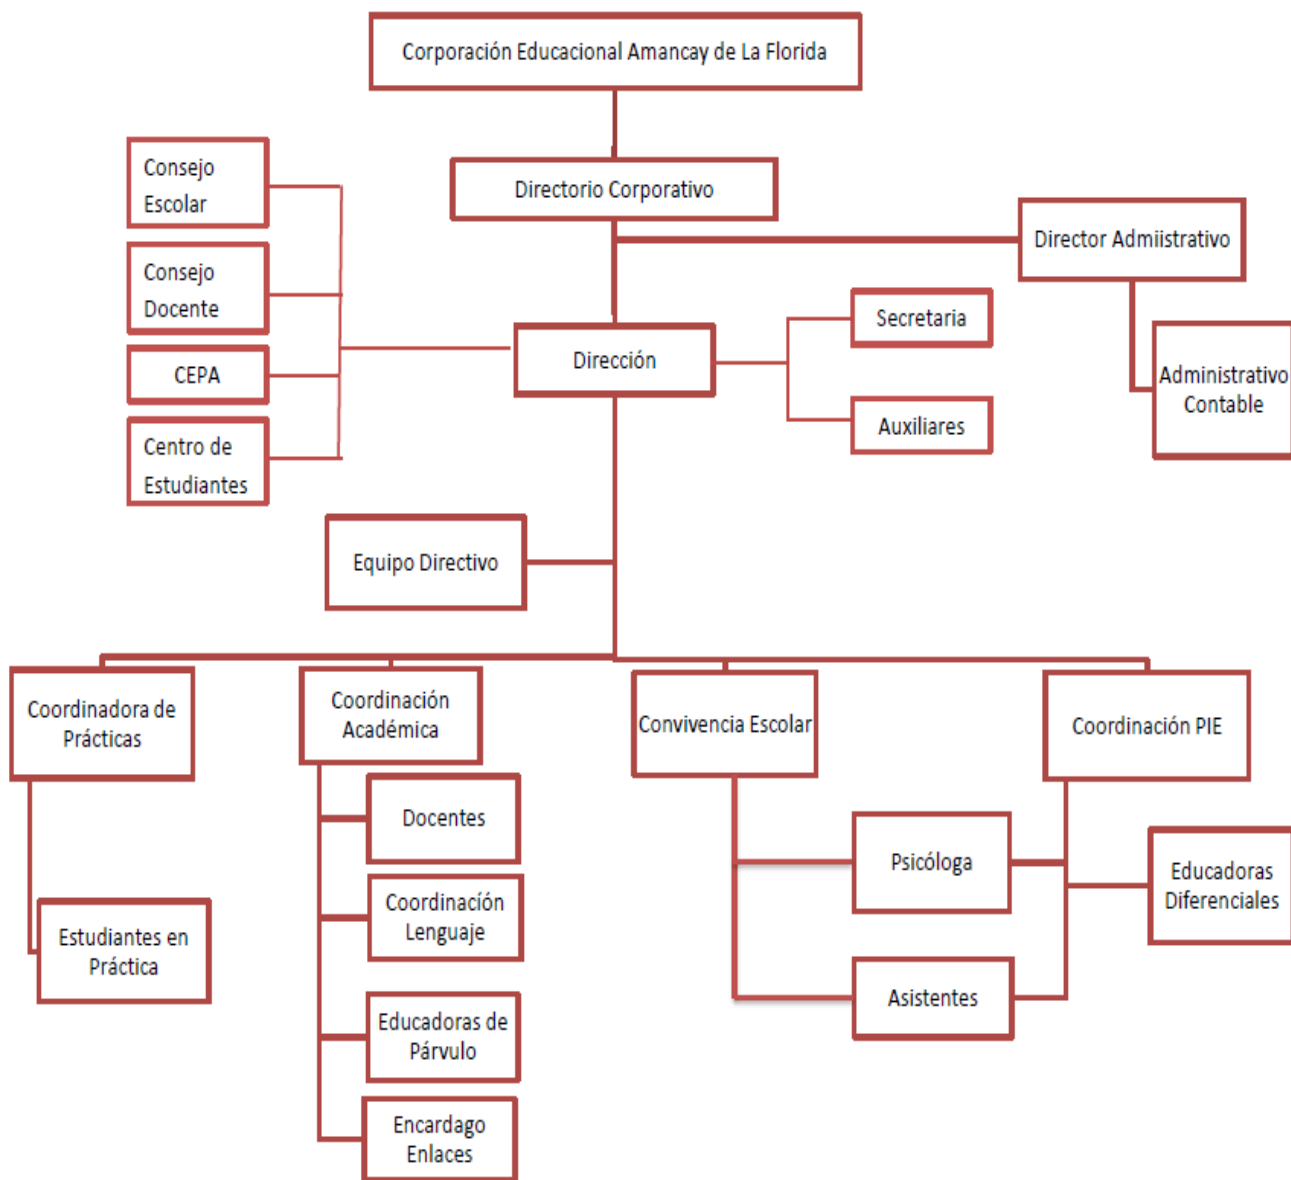 Corporación Educacional Amancay de La Florida
Directorio Corporativo
Consejo
Escolar
Consejo
Docente
CEPA
Centro de
Estudiantes
Director Admiistrativo
Administrativo
Contable
Dirección
Secretaria
Auxiliares
Equipo Directivo
Coordinadora de
Prácticas
Estudiantes en
Práctica
Coordinación
Académica
Docentes
Coordinación
Lenguaje
Educadoras de
Párvulo
Encardago
Enlaces
Convivencia Escolar
Psicóloga
Asistentes
Coordinación PIE
Educadoras
Diferenciales